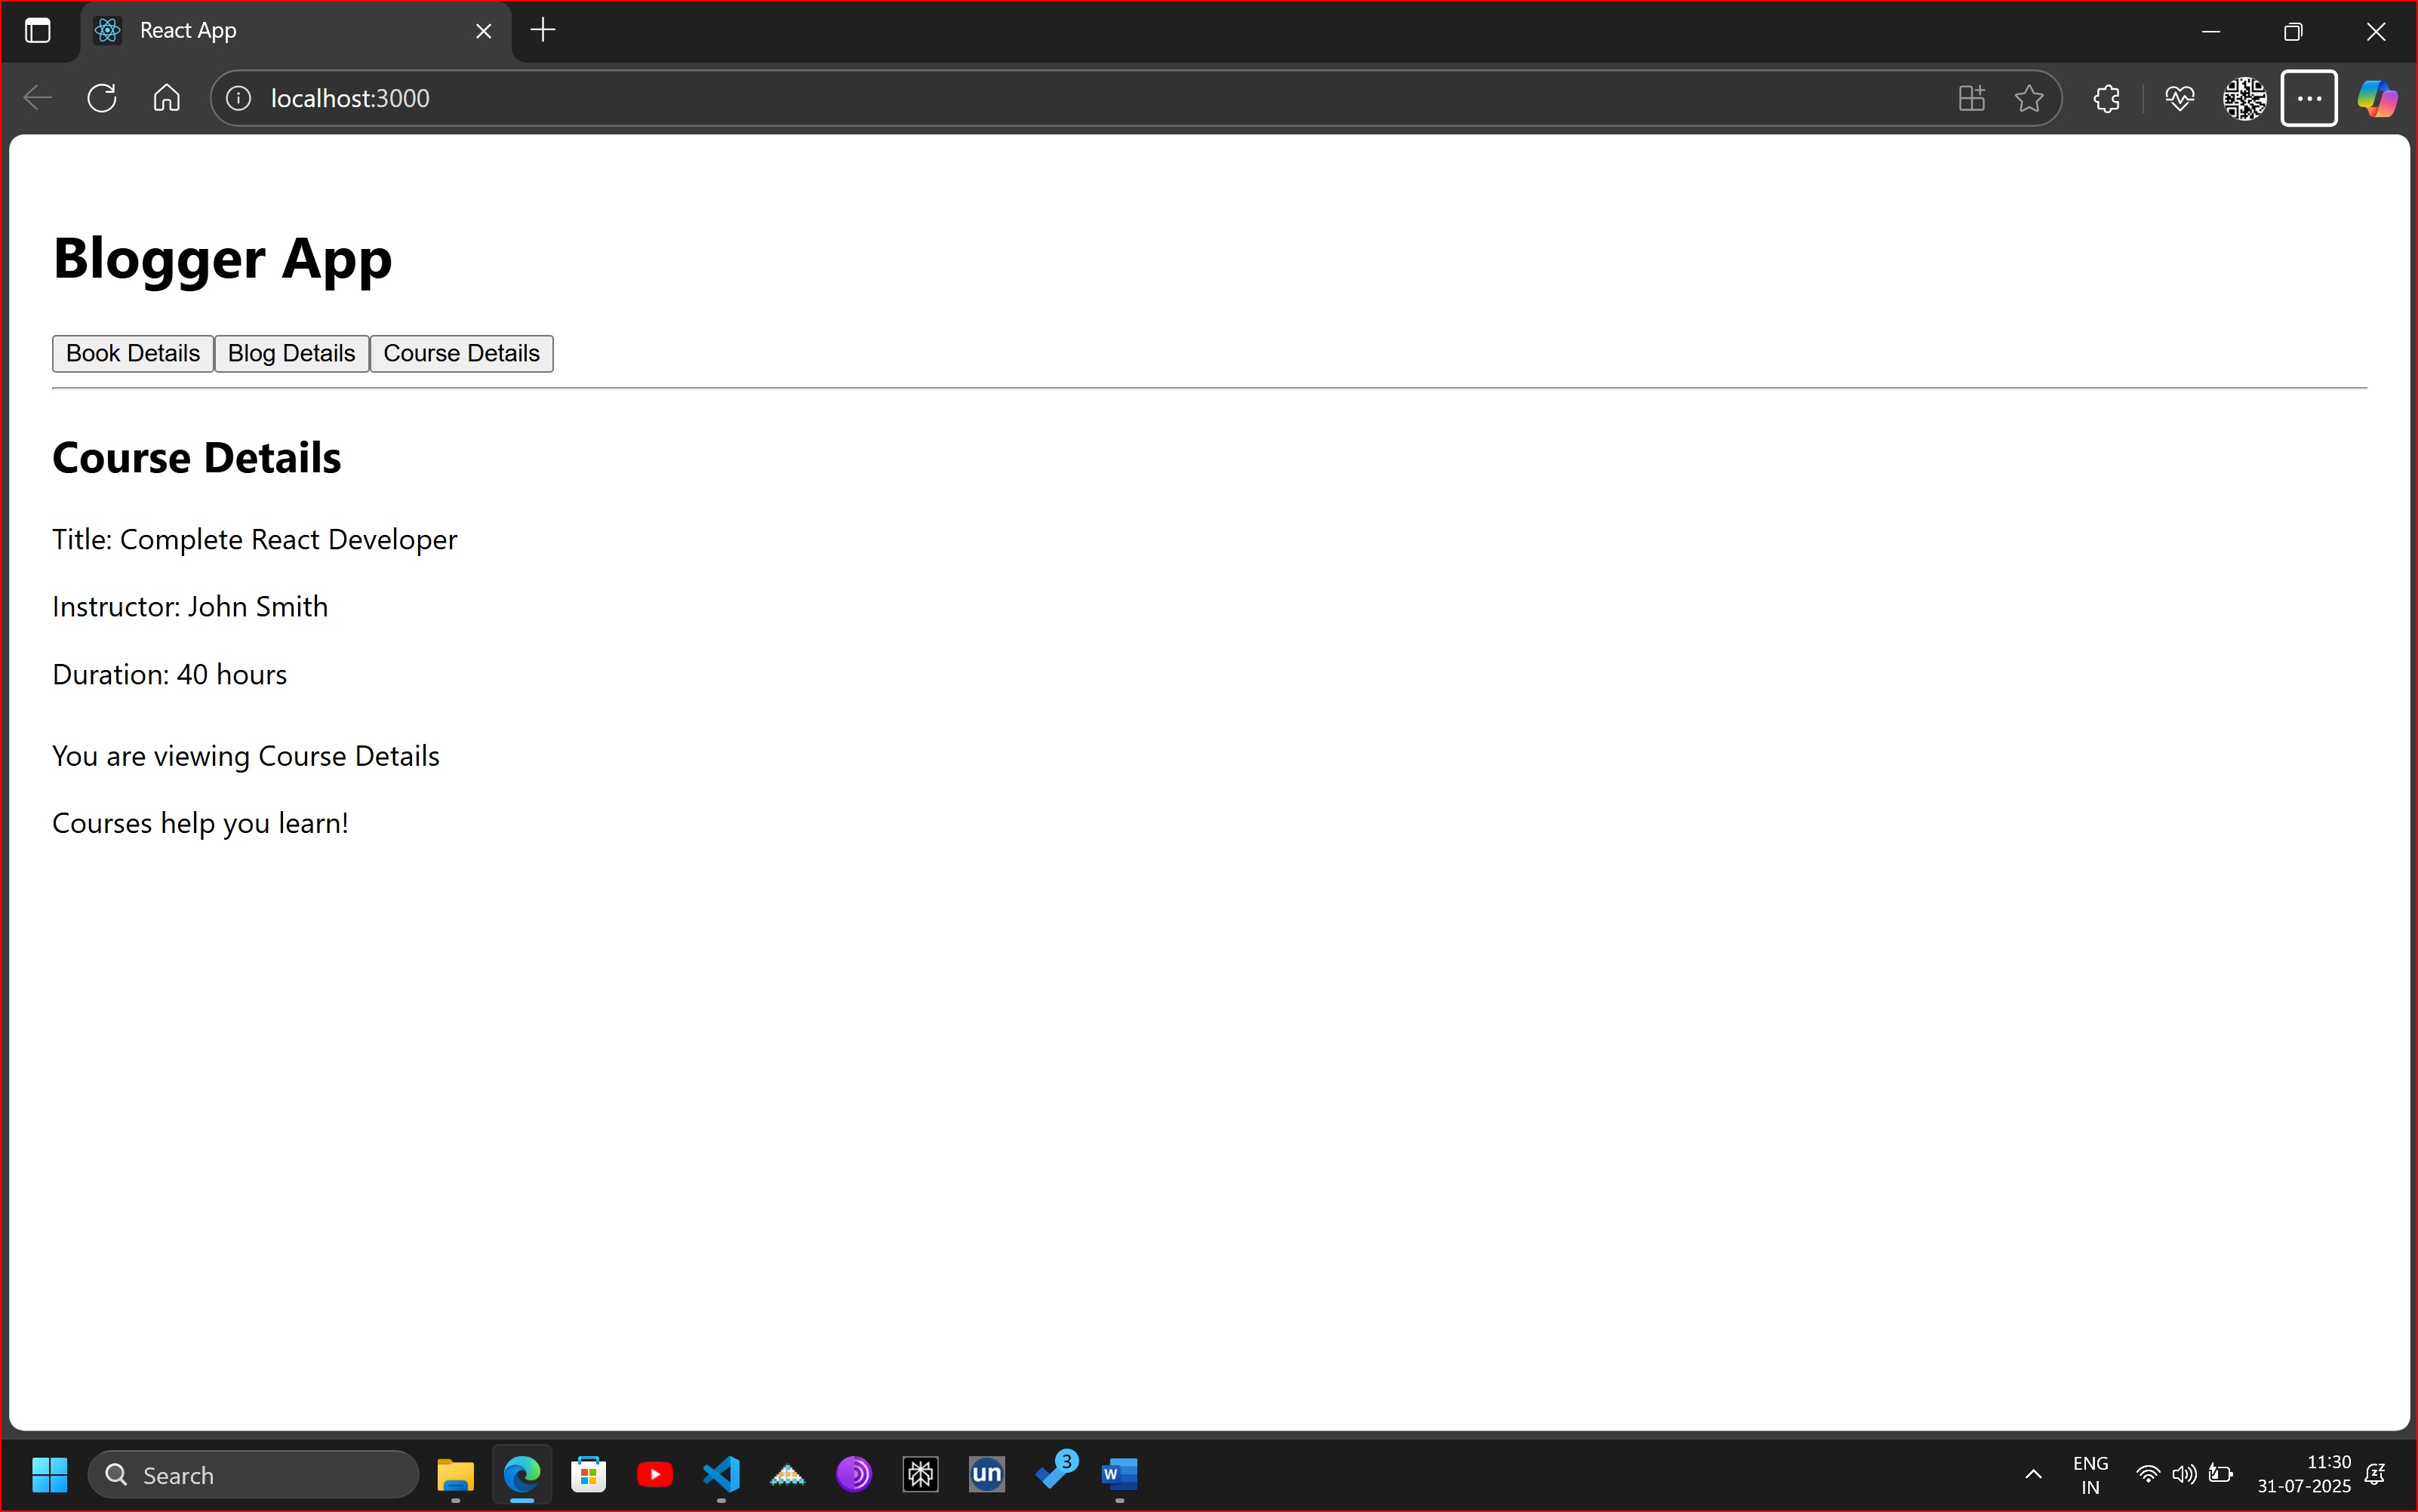 React App
localhost:3000
Blogger App
Book Details Blog Details Course Details
Course Details
Title: Complete React Developer
Instructor: John Smith
Duration: 40 hours
You are viewing Course Details
Courses help you learn!
Search
un
3
W
ENG
IN
11:30
31-07-2025